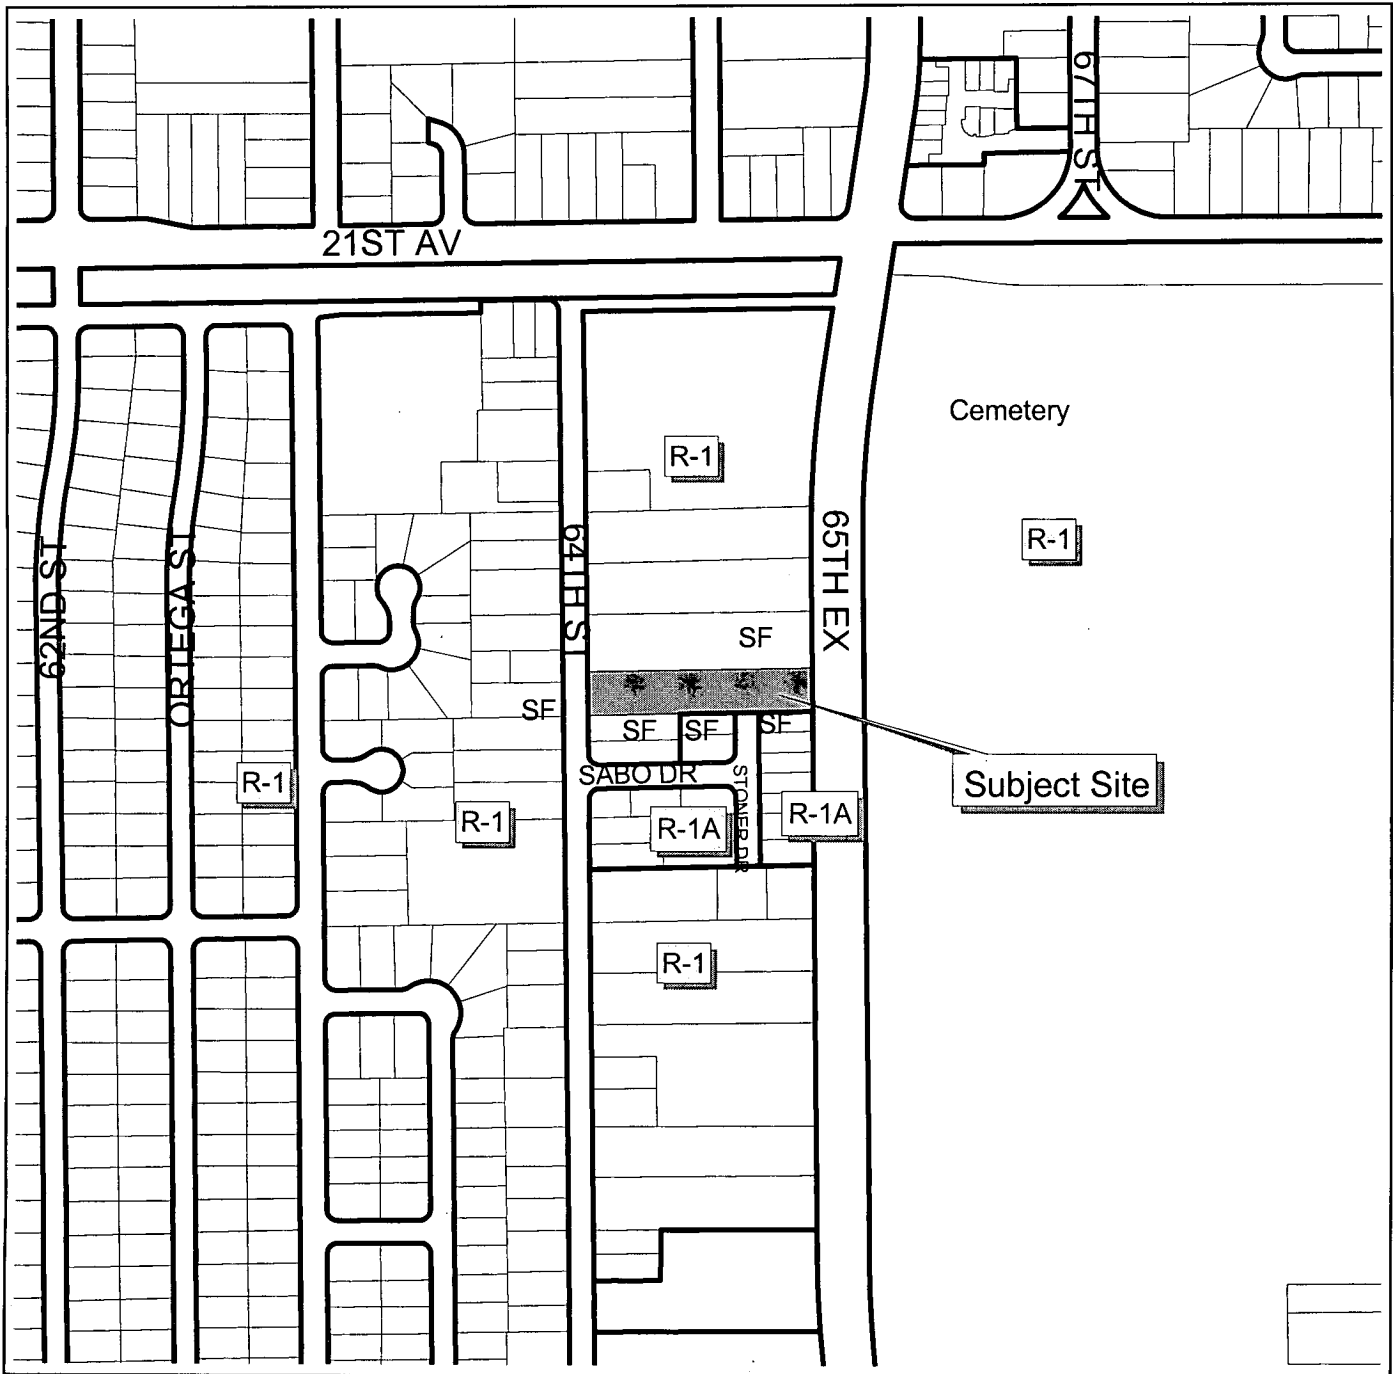 67TH ST
21ST AV
Cemetery
R-1
R-1
65TH EX
64TH ST
62ND ST
ORTEGA ST
SF
SF
SF
SF
SF
R-1
SABO DR
STONER DR
Subject Site
R-1
R-1A
R-1A
R-1